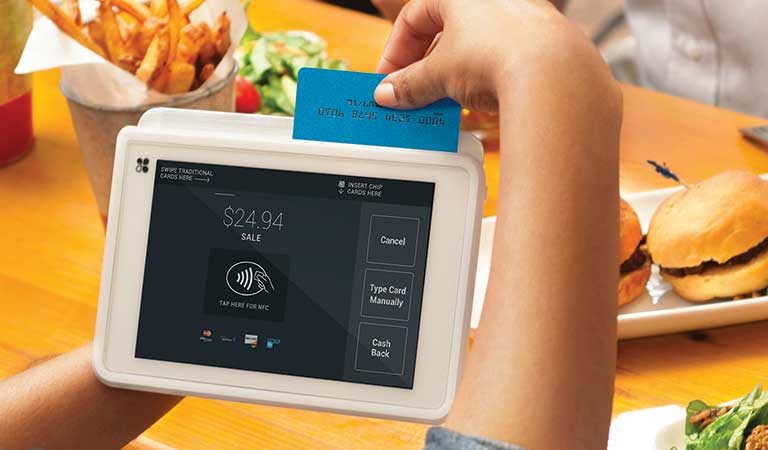 SWIPE TRADITIONAL
CARDS HERE
INSERT CHIP
CARDS HERE
$24.94
SALE
TAP HERE FOR NFC
Cancel
Type Card
Manually
Cash
Back